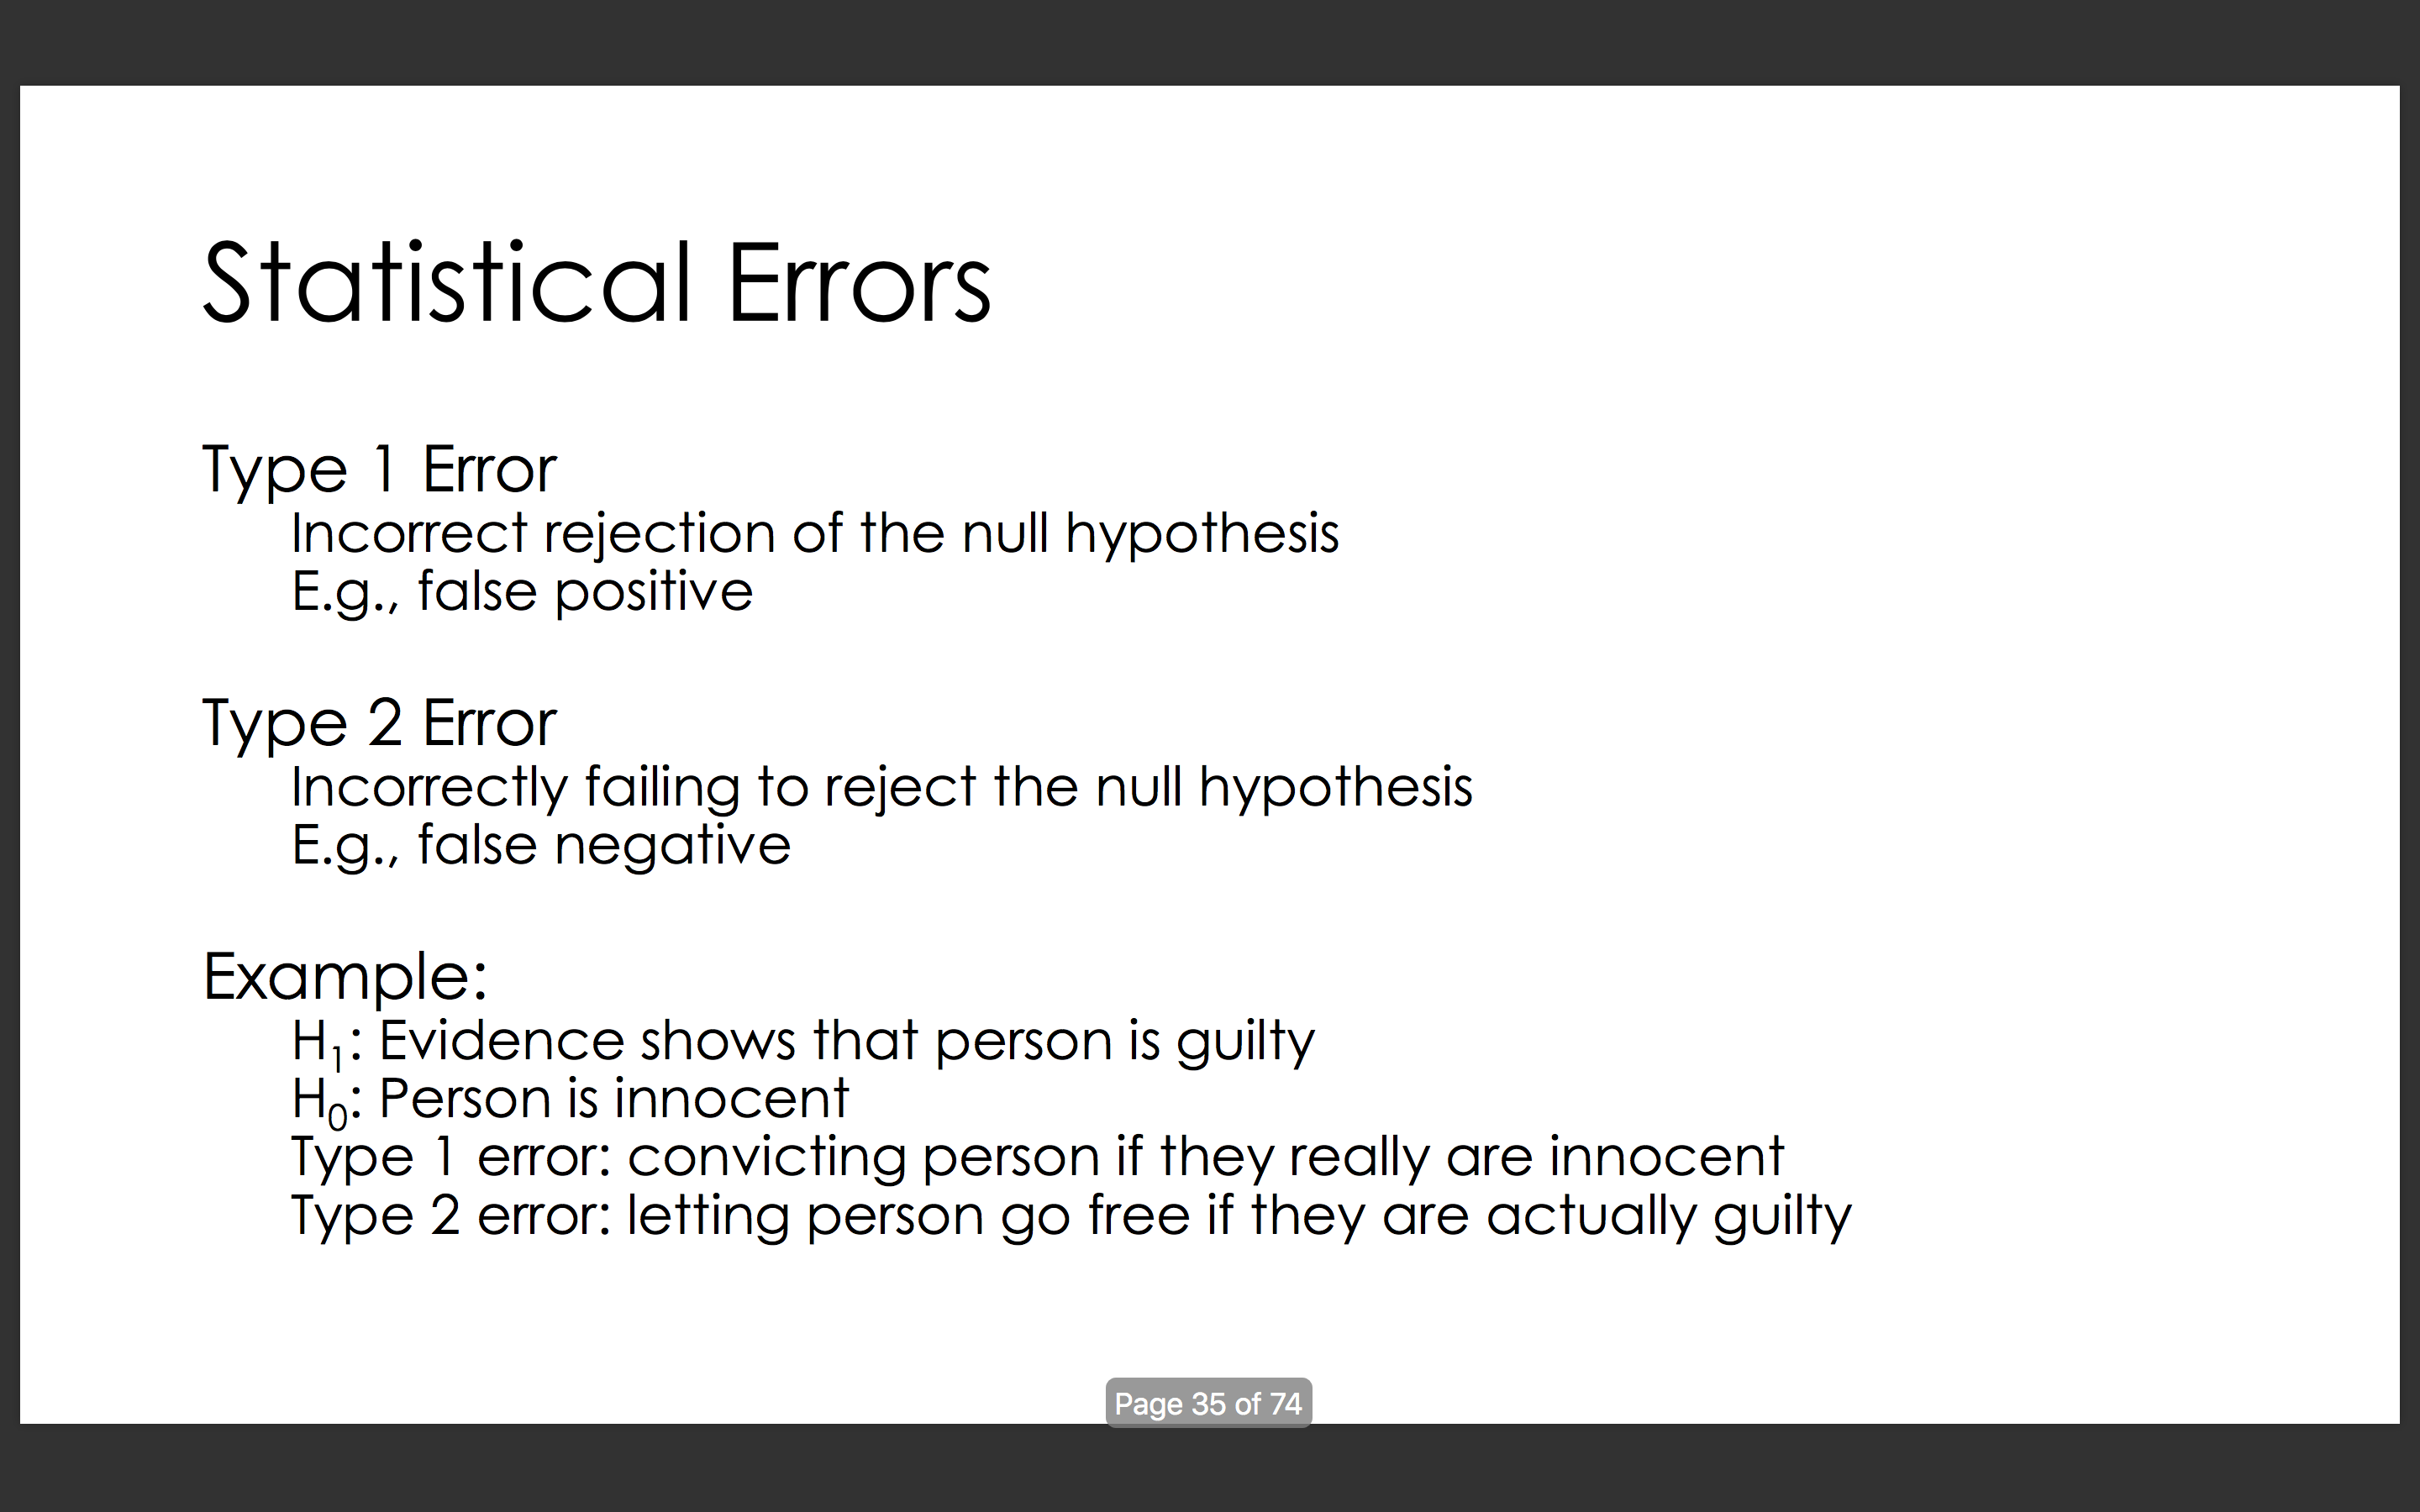 Statistical Errors
Type 1 Error
Incorrect rejection of the null hypothesis
E.g., false positive
Type 2 Error
Incorrectly failing to reject the null hypothesis
E.g., false negative
Example:
H₁: Evidence shows that person is guilty
H₀: Person is innocent
Type 1 error: convicting person if they really are innocent
Type 2 error: letting person go free if they are actually guilty
Page 35 of 74